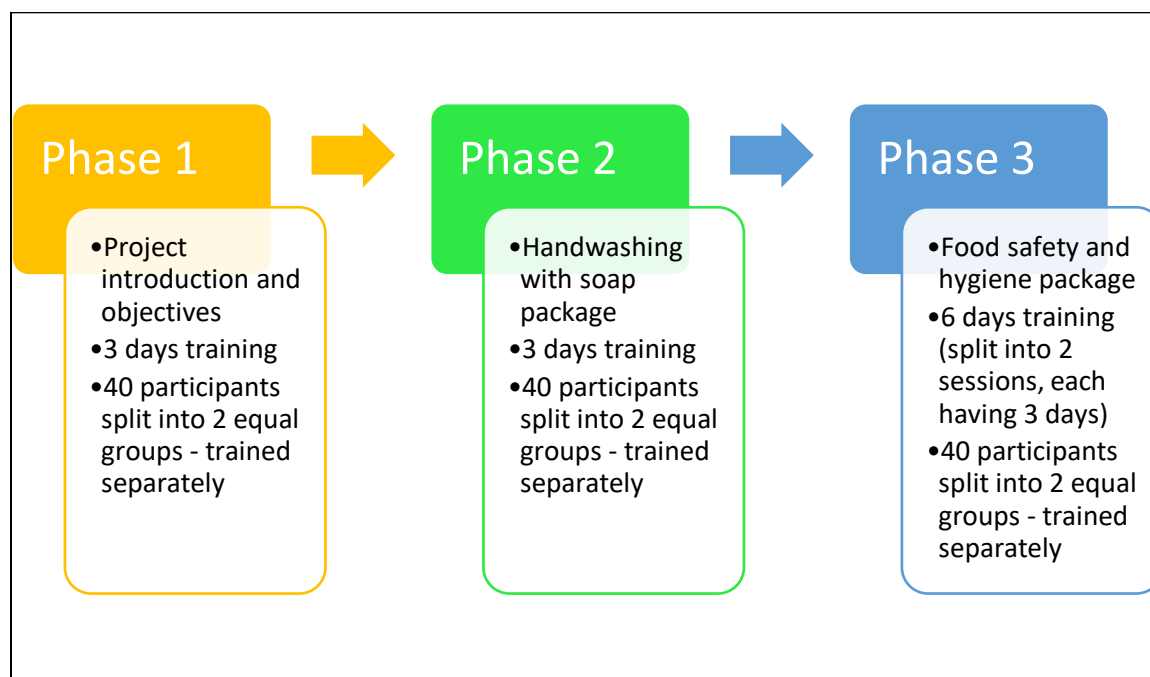 Phase 1
•Project
introduction and
objectives
•3 days training
•40 participants
split into 2 equal
groups - trained
separately
Phase 2
•Handwashing
with soap
package
•3 days training
•40 participants
split into 2 equal
groups - trained
separately
Phase 3
•Food safety and
hygiene package
•6 days training
(split into 2
sessions, each
having 3 days)
•40 participants
split into 2 equal
groups - trained
separately